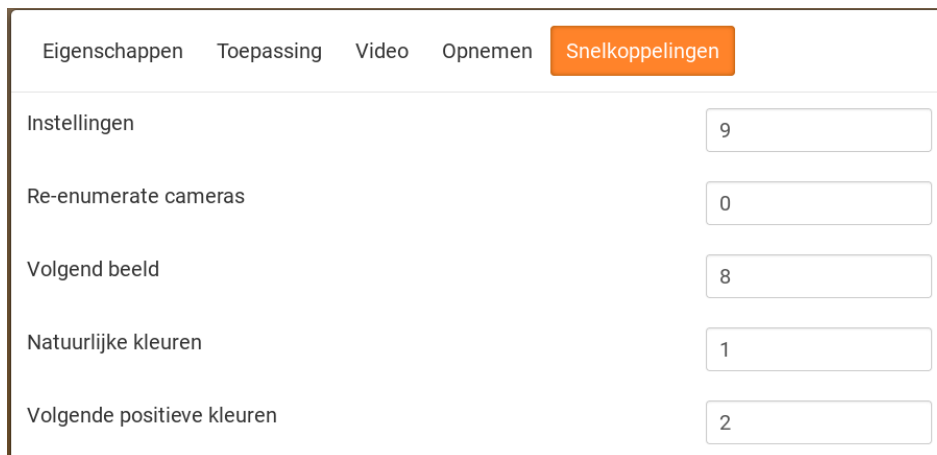 Eigenschappen Toepassing Video Opnemen Snelkoppelingen
Instellingen 9
Re-enumerate cameras 0
Volgend beeld 8
Natuurlijke kleuren 1
Volgende positieve kleuren 2